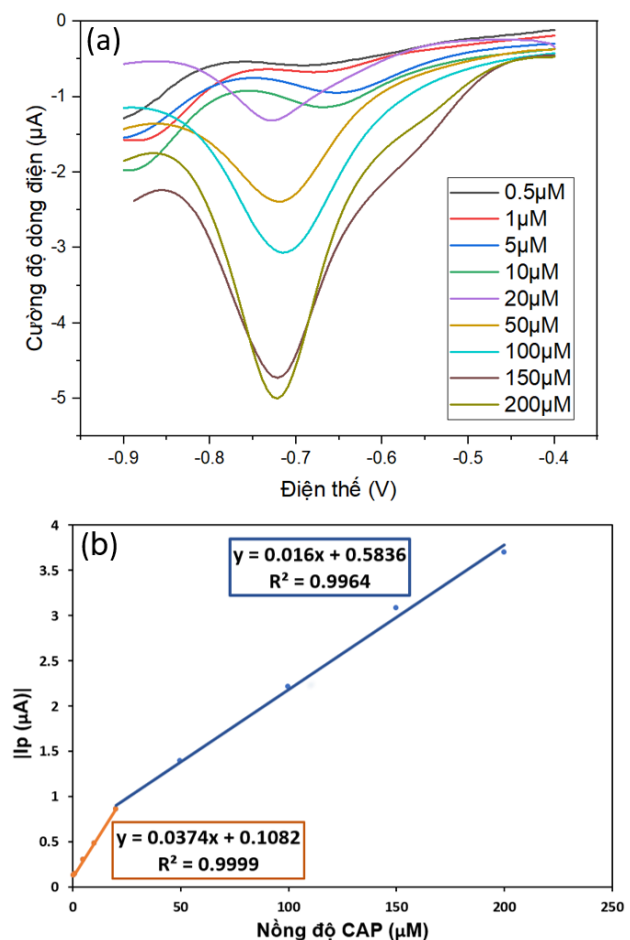 (a)
0
-1
-2
-3
-4
-5
Cường độ dòng điện (µA)
0.5µM
1µM
5µM
10µM
20µM
50µM
100µM
150µM
200µM
-0.9 -0.8 -0.7 -0.6 -0.5 -0.4
Điện thế (V)
(b)
4
3.5
3
2.5
2
1.5
1
0.5
0
|Ip (µA)|
y = 0.016x + 0.5836
R² = 0.9964
y = 0.0374x + 0.1082
R² = 0.9999
0 50 100 150 200 250
Nồng độ CAP (µM)